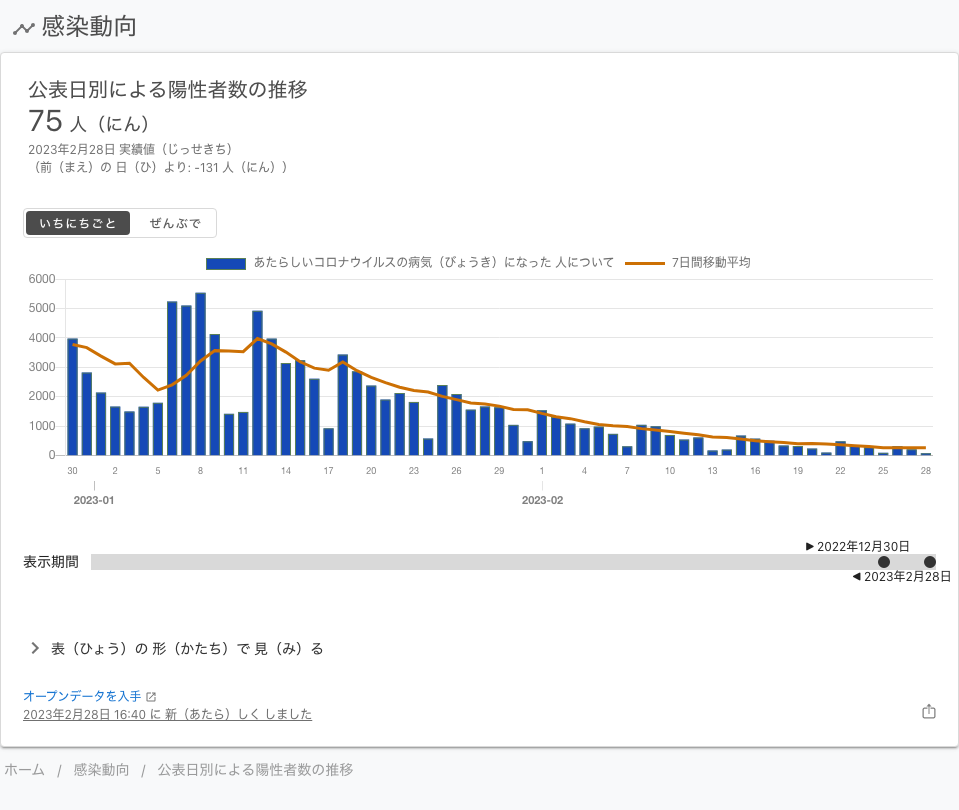 感染動向
公表日別による陽性者数の推移
75 人（にん）
2023年2月28日 実績値（じっせきち）
（前（まえ）の 日（ひ）より: -131 人（にん））
いちにちごと ぜんぶで
あたらしいコロナウイルスの病気（びょうき）になった 人について 7日間移動平均
6000
5000
4000
3000
2000
1000
0
30 2 5 8 11 14 17 20 23 26 29 1 4 7 10 13 16 19 22 25 28
2023-01 2023-02
▶ 2022年12月30日
表示期間
◀ 2023年2月28日
表（ひょう）の 形（かたち）で 見（み）る
オープンデータを入手
2023年2月28日 16:40 に 新（あたら）しく しました
ホーム / 感染動向 / 公表日別による陽性者数の推移